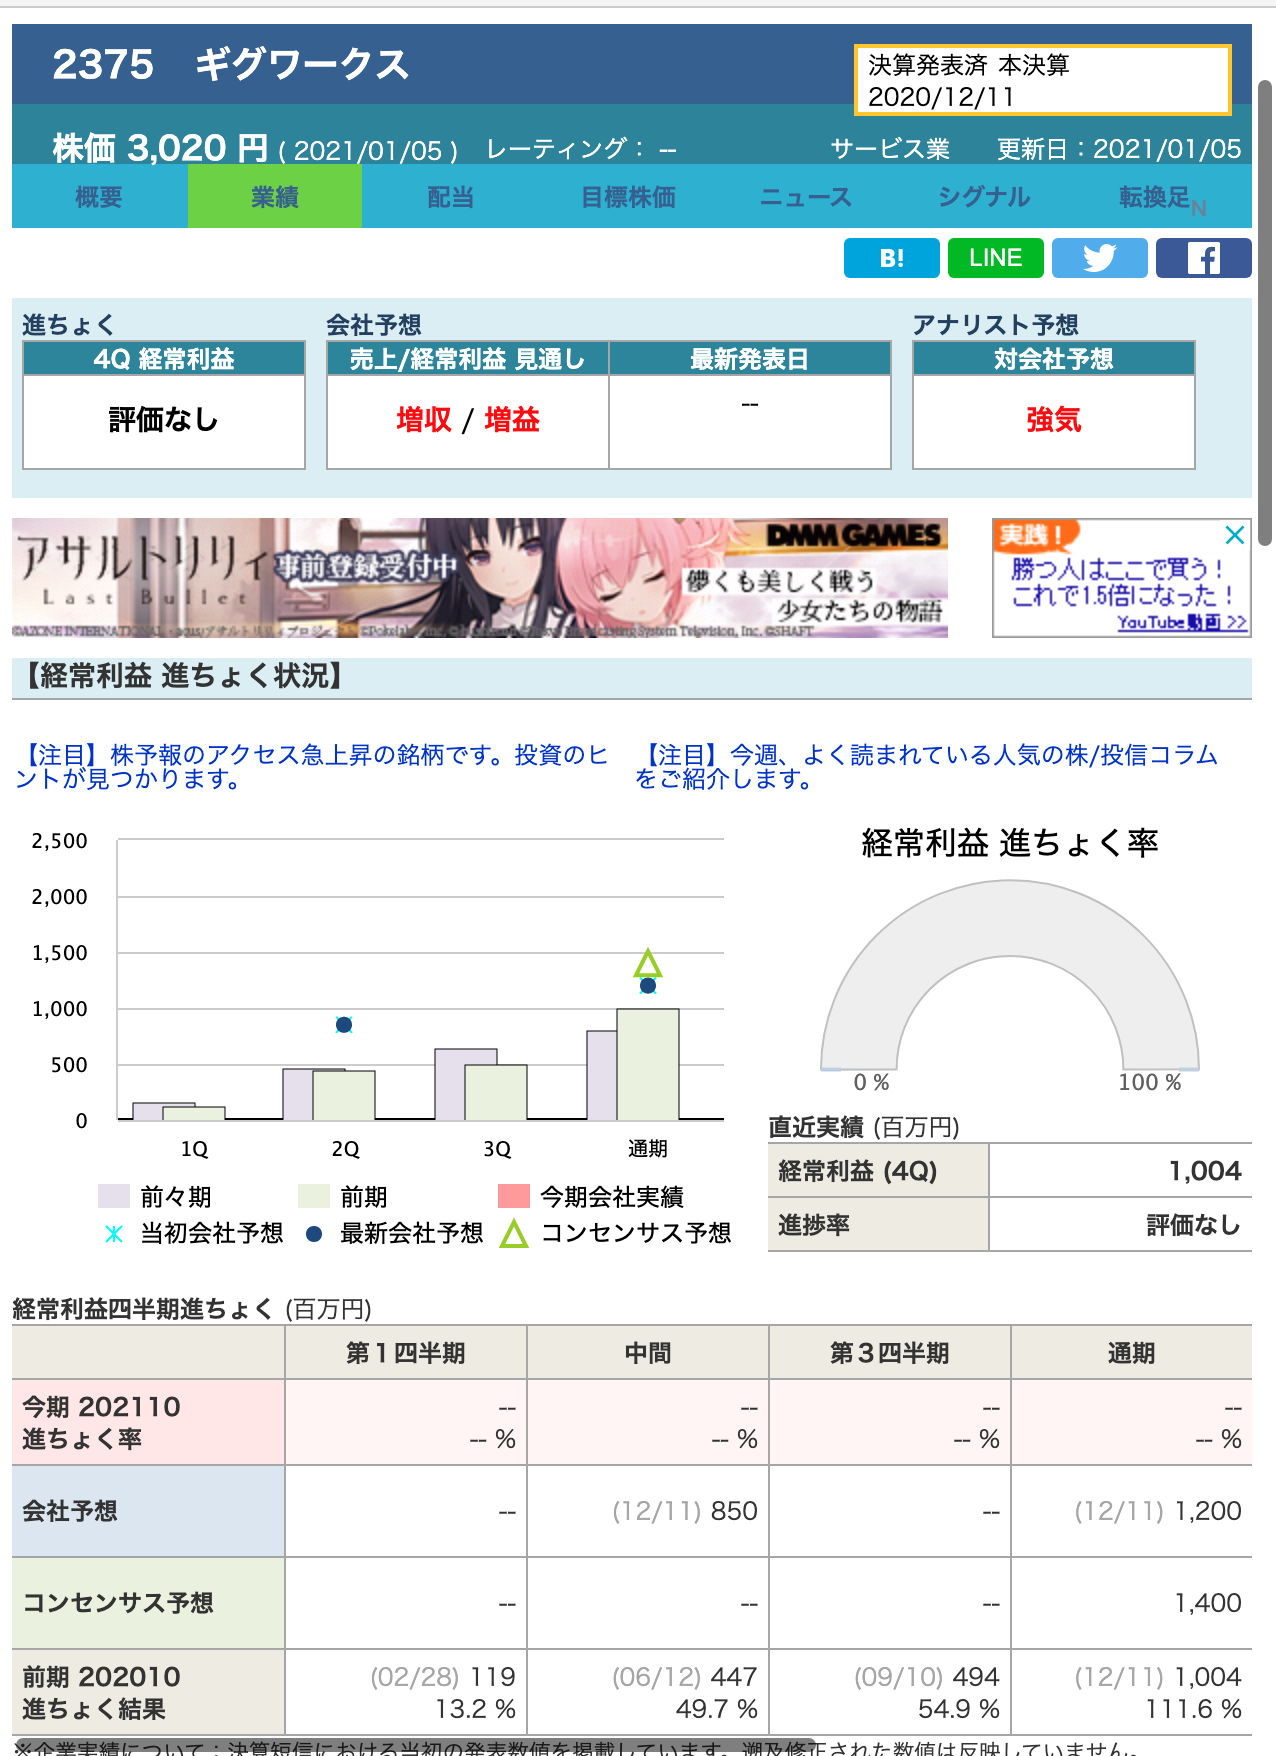 2375　ギグワークス
決算発表済 本決算
2020/12/11
株価 3,020 円 ( 2021/01/05 )　レーティング： --　サービス業　更新日：2021/01/05
概要　業績　配当　目標株価　ニュース　シグナル　転換足N
B!　LINE
進ちょく　会社予想　アナリスト予想
4Q 経常利益　売上/経常利益 見通し　最新発表日　対会社予想
評価なし　増収 / 増益　--　強気
アサルトリリィ
Last Bullet
事前登録受付中
DMM GAMES
儚くも美しく戦う
少女たちの物語
実践！
勝つ人はここで買う！
これで1.5倍になった！
YouTube動画 >>
【経常利益 進ちょく状況】
【注目】株予報のアクセス急上昇の銘柄です。投資のヒ
ントが見つかります。
【注目】今週、よく読まれている人気の株/投信コラム
をご紹介します。
2,500
2,000
1,500
1,000
500
0
1Q　2Q　3Q　通期
前々期　前期　今期会社実績
当初会社予想　最新会社予想　コンセンサス予想
経常利益 進ちょく率
0 %　100 %
直近実績 (百万円)
経常利益 (4Q)　1,004
進捗率　評価なし
経常利益四半期進ちょく (百万円)
第１四半期　中間　第３四半期　通期
今期 202110　--　--　--　--
進ちょく率　-- %　-- %　-- %　-- %
会社予想　--　(12/11) 850　--　(12/11) 1,200
コンセンサス予想　--　--　--　1,400
前期 202010　(02/28) 119　(06/12) 447　(09/10) 494　(12/11) 1,004
進ちょく結果　13.2 %　49.7 %　54.9 %　111.6 %
※企業実績について：決算短信における当初の発表数値を掲載しています。遡及修正された数値は反映していません。